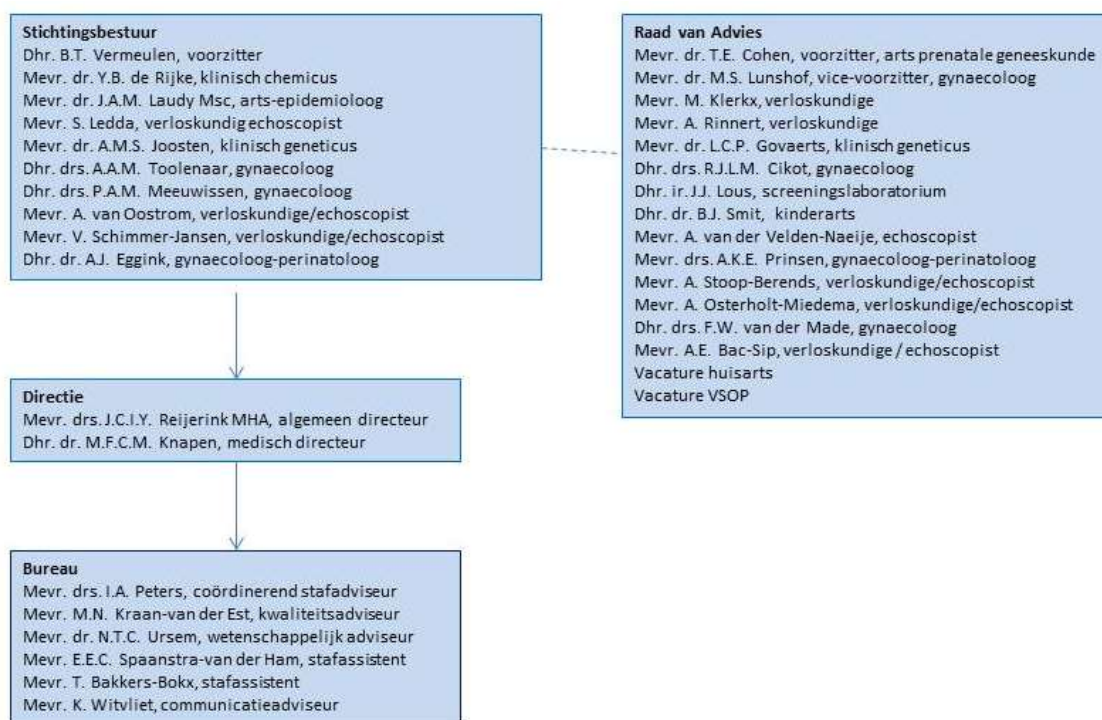 Stichtingsbestuur
Dhr. B.T. Vermeulen, voorzitter
Mevr. dr. Y.B. de Rijke, klinisch chemicus
Mevr. dr. J.A.M. Laudy Msc, arts-epidemioloog
Mevr. S. Ledda, verloskundig echoscopist
Mevr. dr. A.M.S. Joosten, klinisch geneticus
Dhr. drs. A.A.M. Toolenaar, gynaecoloog
Dhr. drs. P.A.M. Meeuwissen, gynaecoloog
Mevr. A. van Oostrom, verloskundige/echoscopist
Mevr. V. Schimmer-Jansen, verloskundige/echoscopist
Dhr. dr. A.J. Eggink, gynaecoloog-perinatoloog
Raad van Advies
Mevr. dr. T.E. Cohen, voorzitter, arts prenatale geneeskunde
Mevr. dr. M.S. Lunshof, vice-voorzitter, gynaecoloog
Mevr. M. Klerkx, verloskundige
Mevr. A. Rinnert, verloskundige
Mevr. dr. L.C.P. Govaerts, klinisch geneticus
Dhr. drs. R.J.L.M. Cikot, gynaecoloog
Dhr. ir. J.J. Lous, screeningslaboratorium
Dhr. dr. B.J. Smit, kinderarts
Mevr. A. van der Velden-Naeije, echoscopist
Mevr. drs. A.K.E. Prinsen, gynaecoloog-perinatoloog
Mevr. A. Stoop-Berends, verloskundige/echoscopist
Mevr. A. Osterholt-Miedema, verloskundige/echoscopist
Dhr. drs. F.W. van der Made, gynaecoloog
Mevr. A.E. Bac-Sip, verloskundige / echoscopist
Vacature huisarts
Vacature VSOP
Directie
Mevr. drs. J.C.I.Y. Reijerink MHA, algemeen directeur
Dhr. dr. M.F.C.M. Knapen, medisch directeur
Bureau
Mevr. drs. I.A. Peters, coördinerend stafadviseur
Mevr. M.N. Kraan-van der Est, kwaliteitsadviseur
Mevr. dr. N.T.C. Ursem, wetenschappelijk adviseur
Mevr. E.E.C. Spaanstra-van der Ham, stafassistent
Mevr. T. Bakkers-Bokx, stafassistent
Mevr. K. Witvliet, communicatieadviseur